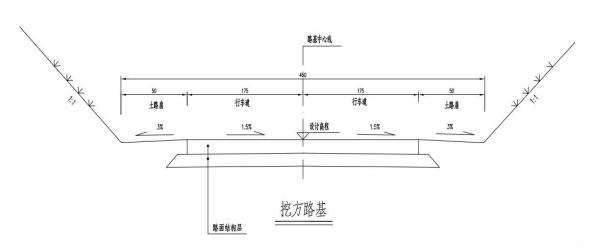 路基中心线
450
50 175 175 50
土路肩 行车道 行车道 土路肩
1:1 1:1
3% 1.5% 设计高程 1.5% 3%
路面结构层
挖方路基